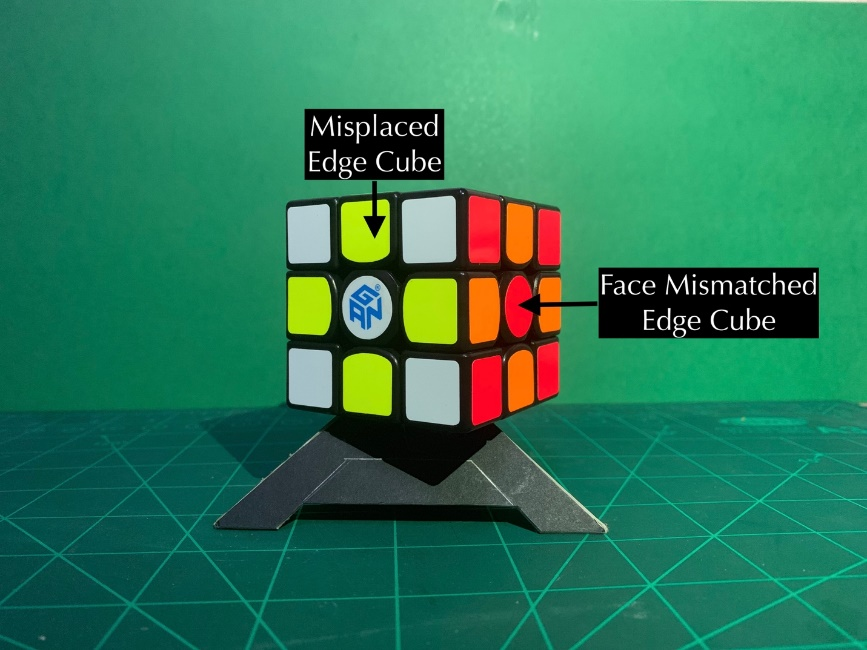 Misplaced
Edge Cube
Face Mismatched
Edge Cube
GAN
®